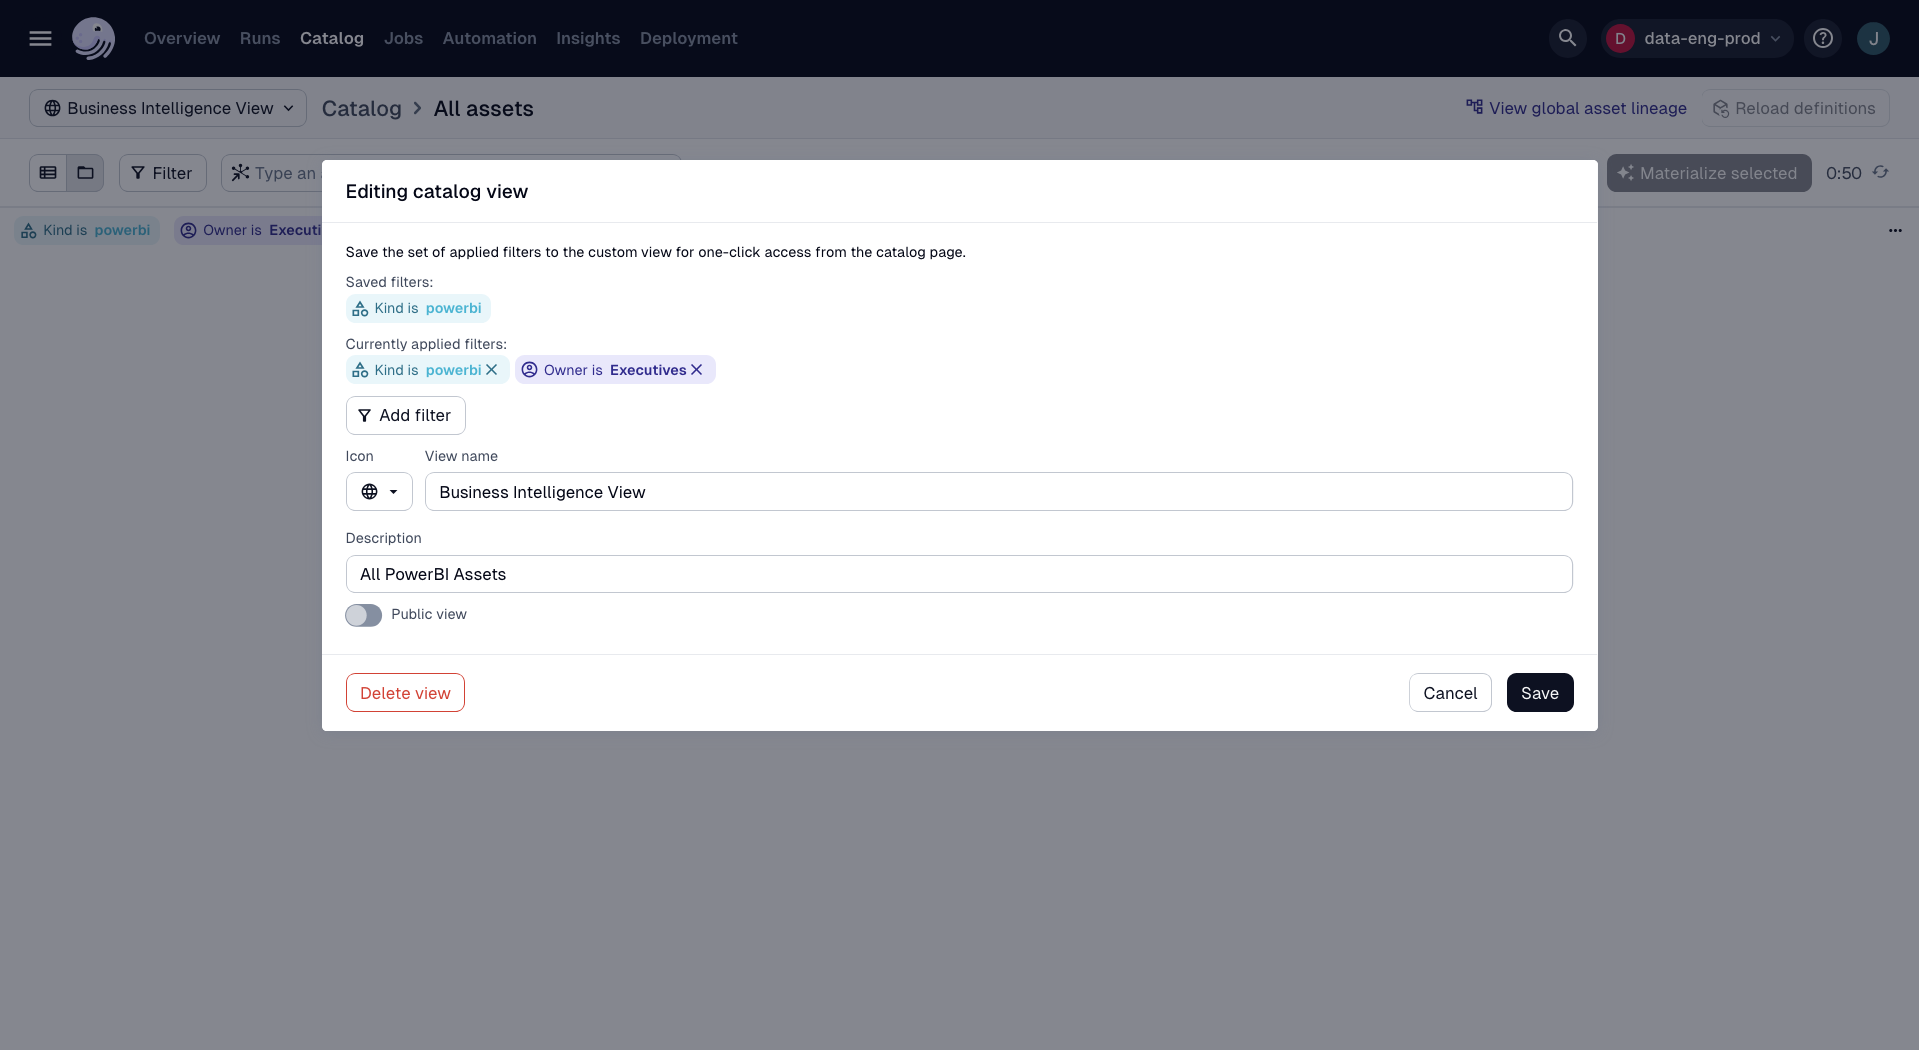 Overview Runs Catalog Jobs Automation Insights Deployment D data-eng-prod J
Business Intelligence View Catalog > All assets View global asset lineage Reload definitions
Filter Type an Materialize selected 0:50
Kind is powerbi Owner is Executi ...
Editing catalog view
Save the set of applied filters to the custom view for one-click access from the catalog page.
Saved filters:
Kind is powerbi
Currently applied filters:
Kind is powerbi Owner is Executives
Add filter
Icon View name
Business Intelligence View
Description
All PowerBI Assets
Public view
Delete view Cancel Save